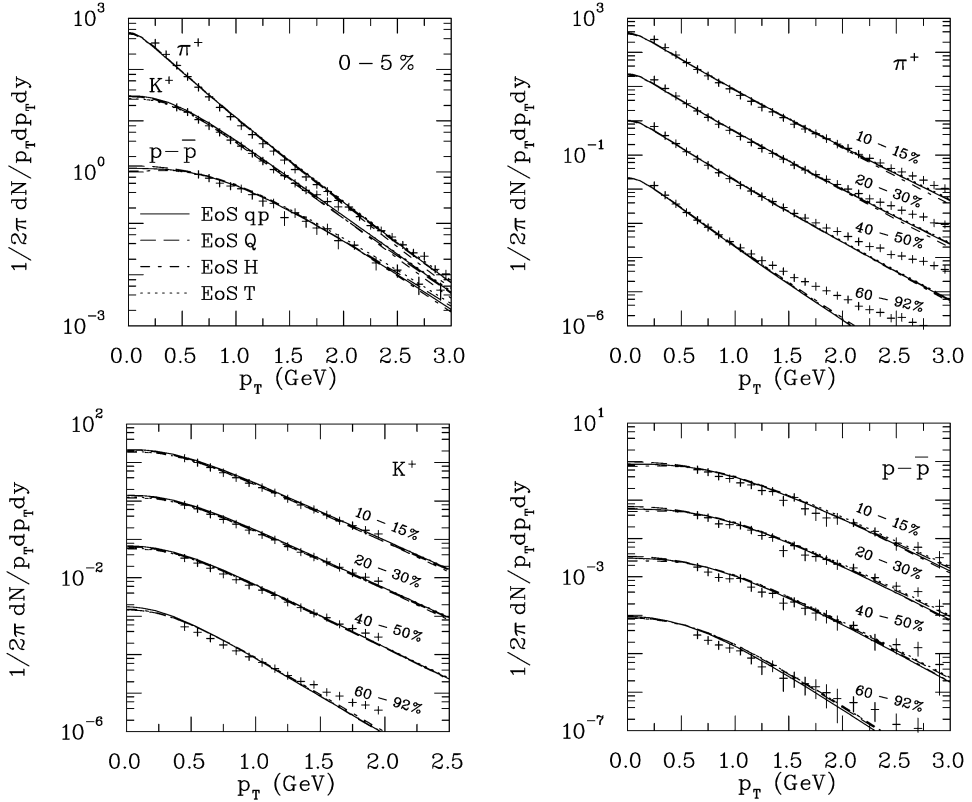 10³
10⁰
10⁻³
1/2π dN/p_T dp_T dy
π⁺
0 – 5 %
K⁺
p – p̅
EoS qp
EoS Q
EoS H
EoS T
0.0 0.5 1.0 1.5 2.0 2.5 3.0
p_T (GeV)
10⁴
10⁻¹
10⁻⁶
1/2π dN/p_T dp_T dy
π⁺
10 – 15%
20 – 30%
40 – 50%
60 – 92%
0.0 0.5 1.0 1.5 2.0 2.5 3.0
p_T (GeV)
10²
10⁻²
10⁻⁶
1/2π dN/p_T dp_T dy
K⁺
10 – 15%
20 – 30%
40 – 50%
60 – 92%
0.0 0.5 1.0 1.5 2.0 2.5
p_T (GeV)
10¹
10⁻³
10⁻⁷
1/2π dN/p_T dp_T dy
p – p̅
10 – 15%
20 – 30%
40 – 50%
60 – 92%
0.0 0.5 1.0 1.5 2.0 2.5 3.0
p_T (GeV)